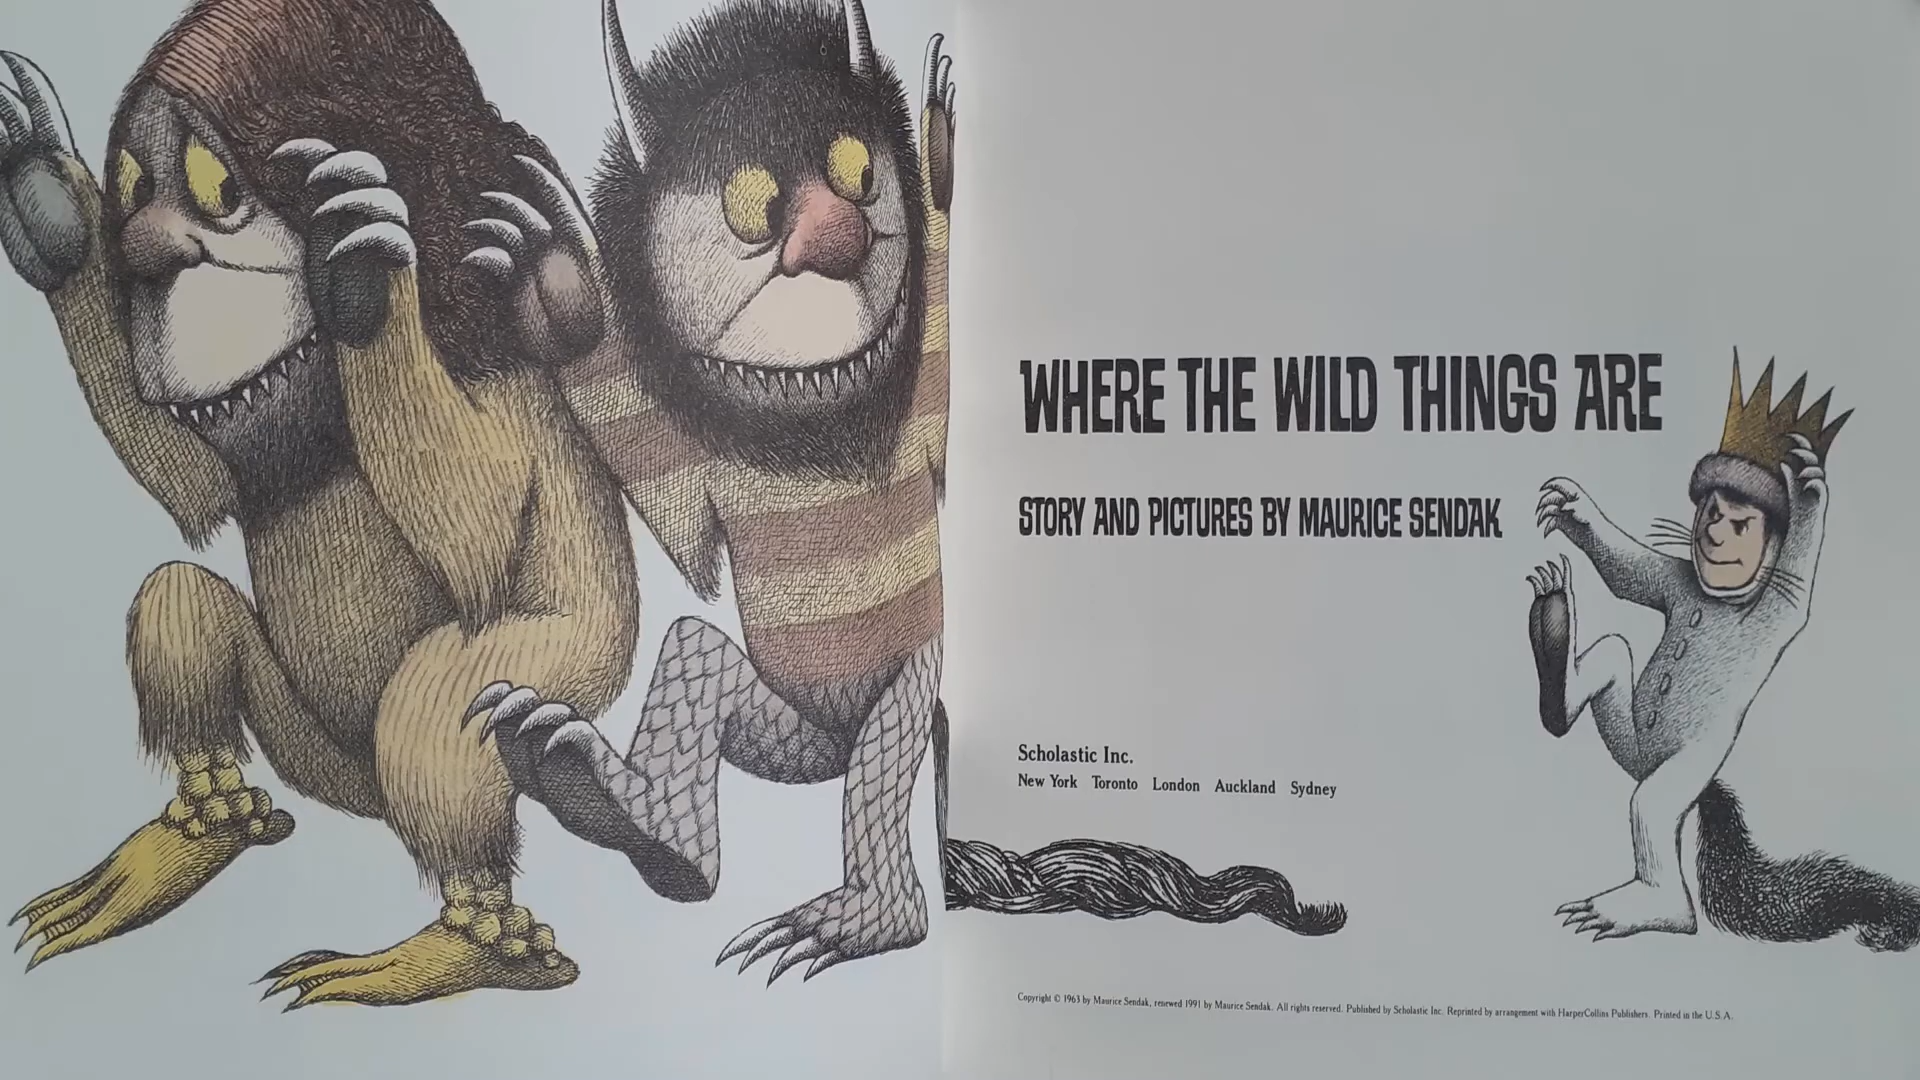 WHERE THE WILD THINGS ARE
STORY AND PICTURES BY MAURICE SENDAK
Scholastic Inc.
New York Toronto London Auckland Sydney
Copyright © 1963 by Maurice Sendak, renewed 1991 by Maurice Sendak. All rights reserved. Published by Scholastic Inc. Reprinted by arrangement with HarperCollins Publishers. Printed in the U.S.A.